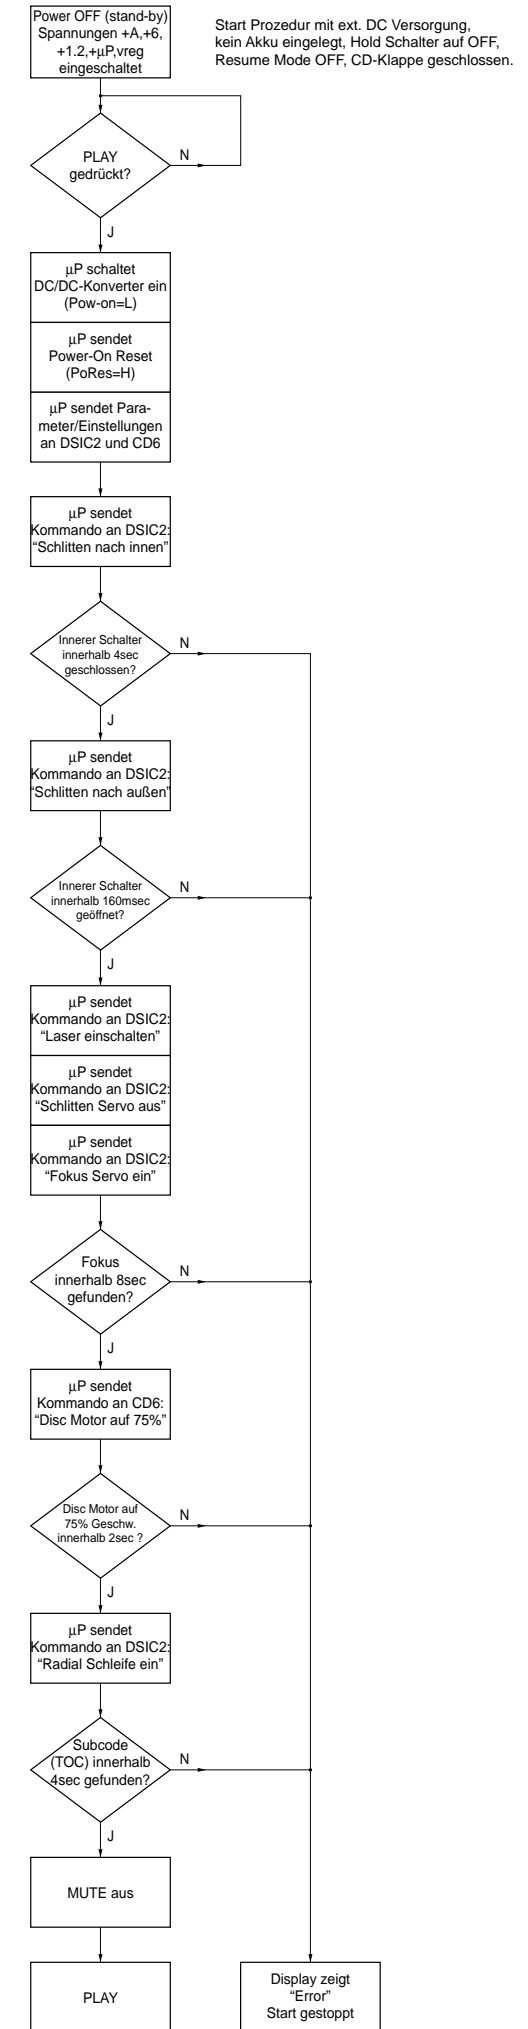 Power OFF (stand-by)
Spannungen +A,+6,
+1.2,+µP,vreg
eingeschaltet
Start Prozedur mit ext. DC Versorgung,
kein Akku eingelegt, Hold Schalter auf OFF,
Resume Mode OFF, CD-Klappe geschlossen.
PLAY
gedrückt?
N
J
µP schaltet
DC/DC-Konverter ein
(Pow-on=L)
µP sendet
Power-On Reset
(PoRes=H)
µP sendet Para-
meter/Einstellungen
an DSIC2 und CD6
µP sendet
Kommando an DSIC2:
“Schlitten nach innen”
Innerer Schalter
innerhalb 4sec
geschlossen?
N
J
µP sendet
Kommando an DSIC2:
“Schlitten nach außen”
Innerer Schalter
innerhalb 160msec
geöffnet?
N
J
µP sendet
Kommando an DSIC2:
“Laser einschalten”
µP sendet
Kommando an DSIC2:
“Schlitten Servo aus”
µP sendet
Kommando an DSIC2:
“Fokus Servo ein”
Fokus
innerhalb 8sec
gefunden?
N
J
µP sendet
Kommando an CD6:
“Disc Motor auf 75%”
Disc Motor auf
75% Geschw.
innerhalb 2sec ?
N
J
µP sendet
Kommando an DSIC2:
“Radial Schleife ein”
Subcode
(TOC) innerhalb
4sec gefunden?
N
J
MUTE aus
PLAY
Display zeigt
“Error”
Start gestoppt